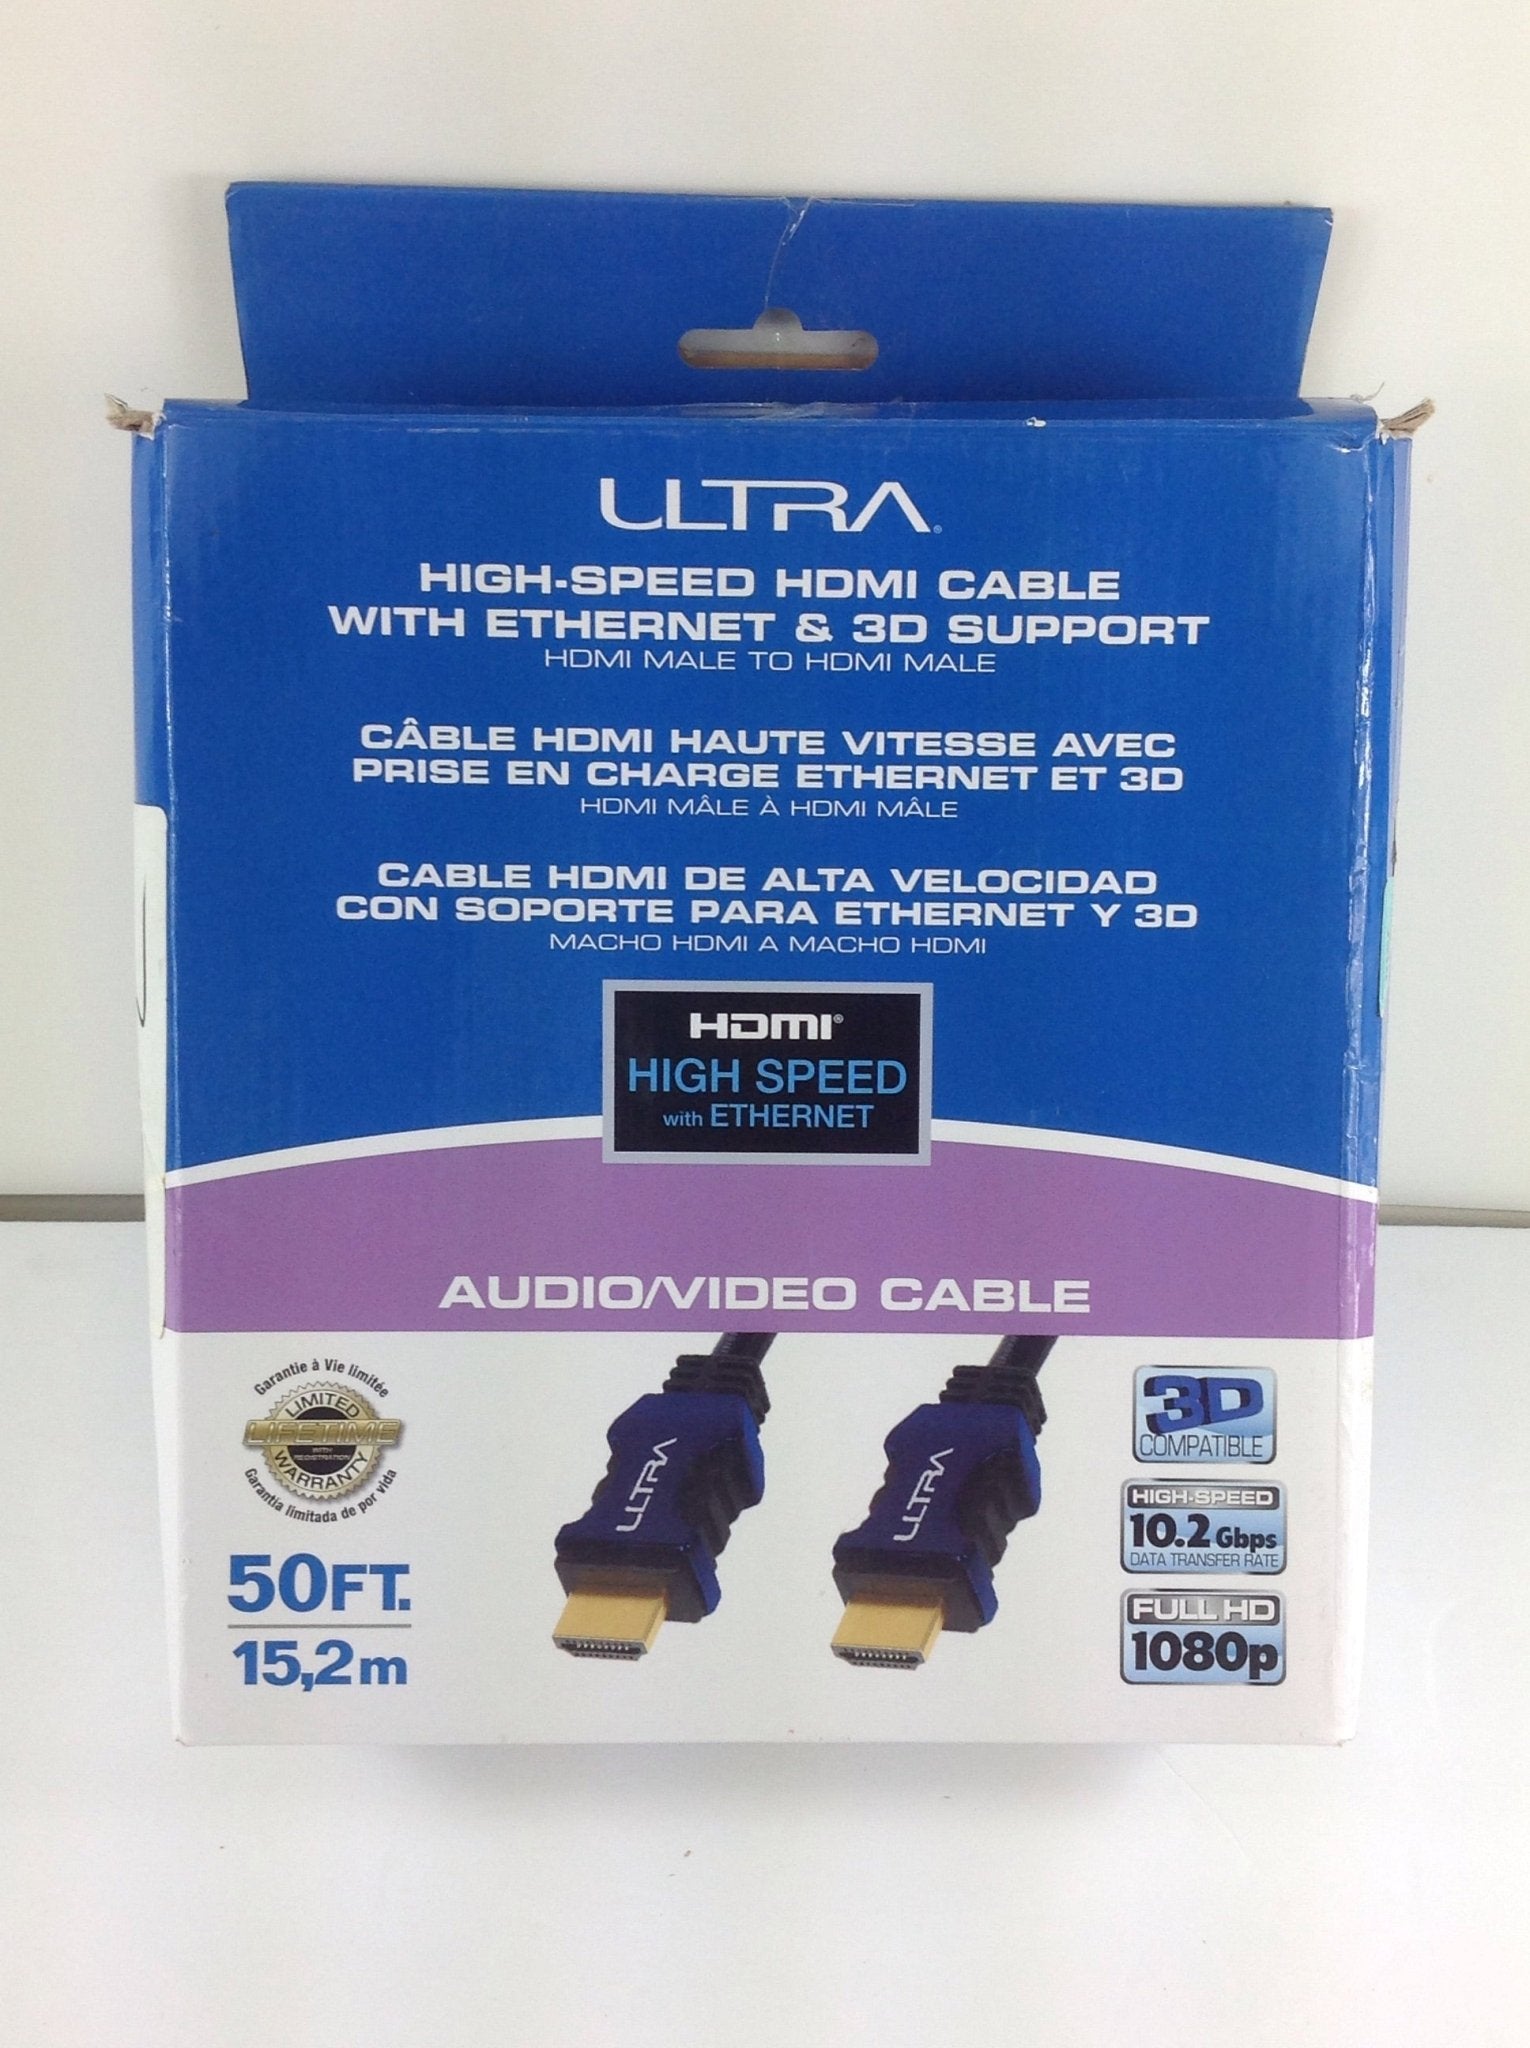 ULTRA®
HIGH-SPEED HDMI CABLE
WITH ETHERNET & 3D SUPPORT
HDMI MALE TO HDMI MALE
CÂBLE HDMI HAUTE VITESSE AVEC
PRISE EN CHARGE ETHERNET ET 3D
HDMI MÂLE À HDMI MÂLE
CABLE HDMI DE ALTA VELOCIDAD
CON SOPORTE PARA ETHERNET Y 3D
MACHO HDMI A MACHO HDMI
HDMI®
HIGH SPEED
with ETHERNET
AUDIO/VIDEO CABLE
Garantie à Vie limitée
LIMITED
LIFETIME
WITH
REGISTRATION
WARRANTY
Garantía limitada de por vida
50FT.
15,2m
ULTRA
ULTRA
3D
COMPATIBLE
HIGH-SPEED
10.2 Gbps
DATA TRANSFER RATE
FULL HD
1080p